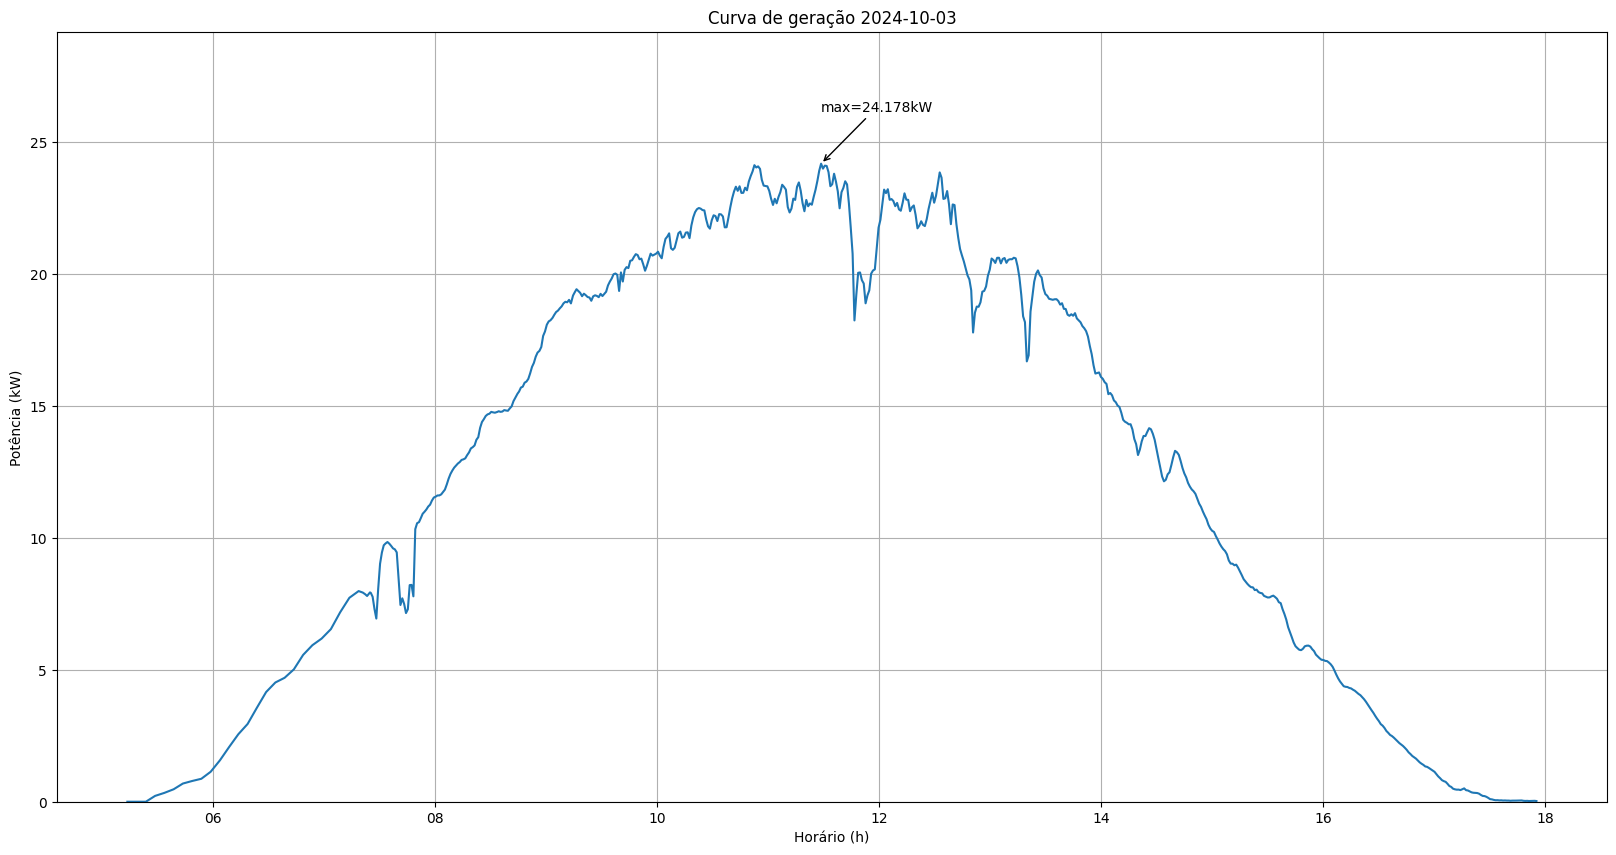 Curva de geração 2024-10-03
max=24.178kW
25
20
15
10
5
0
Potência (kW)
06 08 10 12 14 16 18
Horário (h)